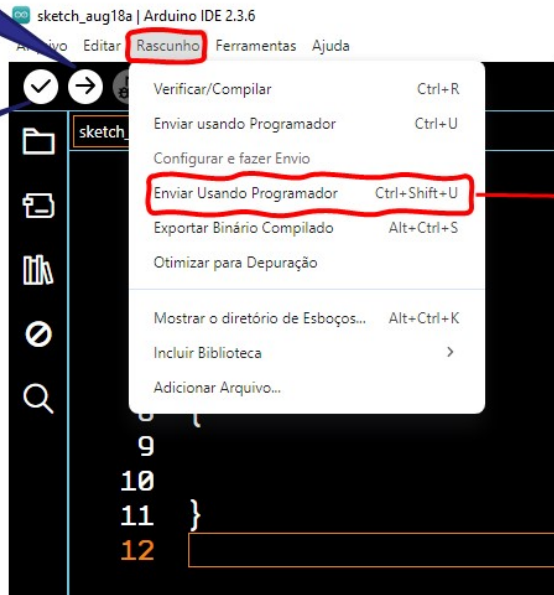 sketch_aug18a | Arduino IDE 2.3.6
Editar Rascunho Ferramentas Ajuda
Verificar/Compilar Ctrl+R
sketch_
Enviar usando Programador Ctrl+U
Configurar e fazer Envio
Enviar Usando Programador Ctrl+Shift+U
Exportar Binário Compilado Alt+Ctrl+S
Otimizar para Depuração
Mostrar o diretório de Esboços... Alt+Ctrl+K
Incluir Biblioteca >
Adicionar Arquivo...
8 {
9
10
11 }
12